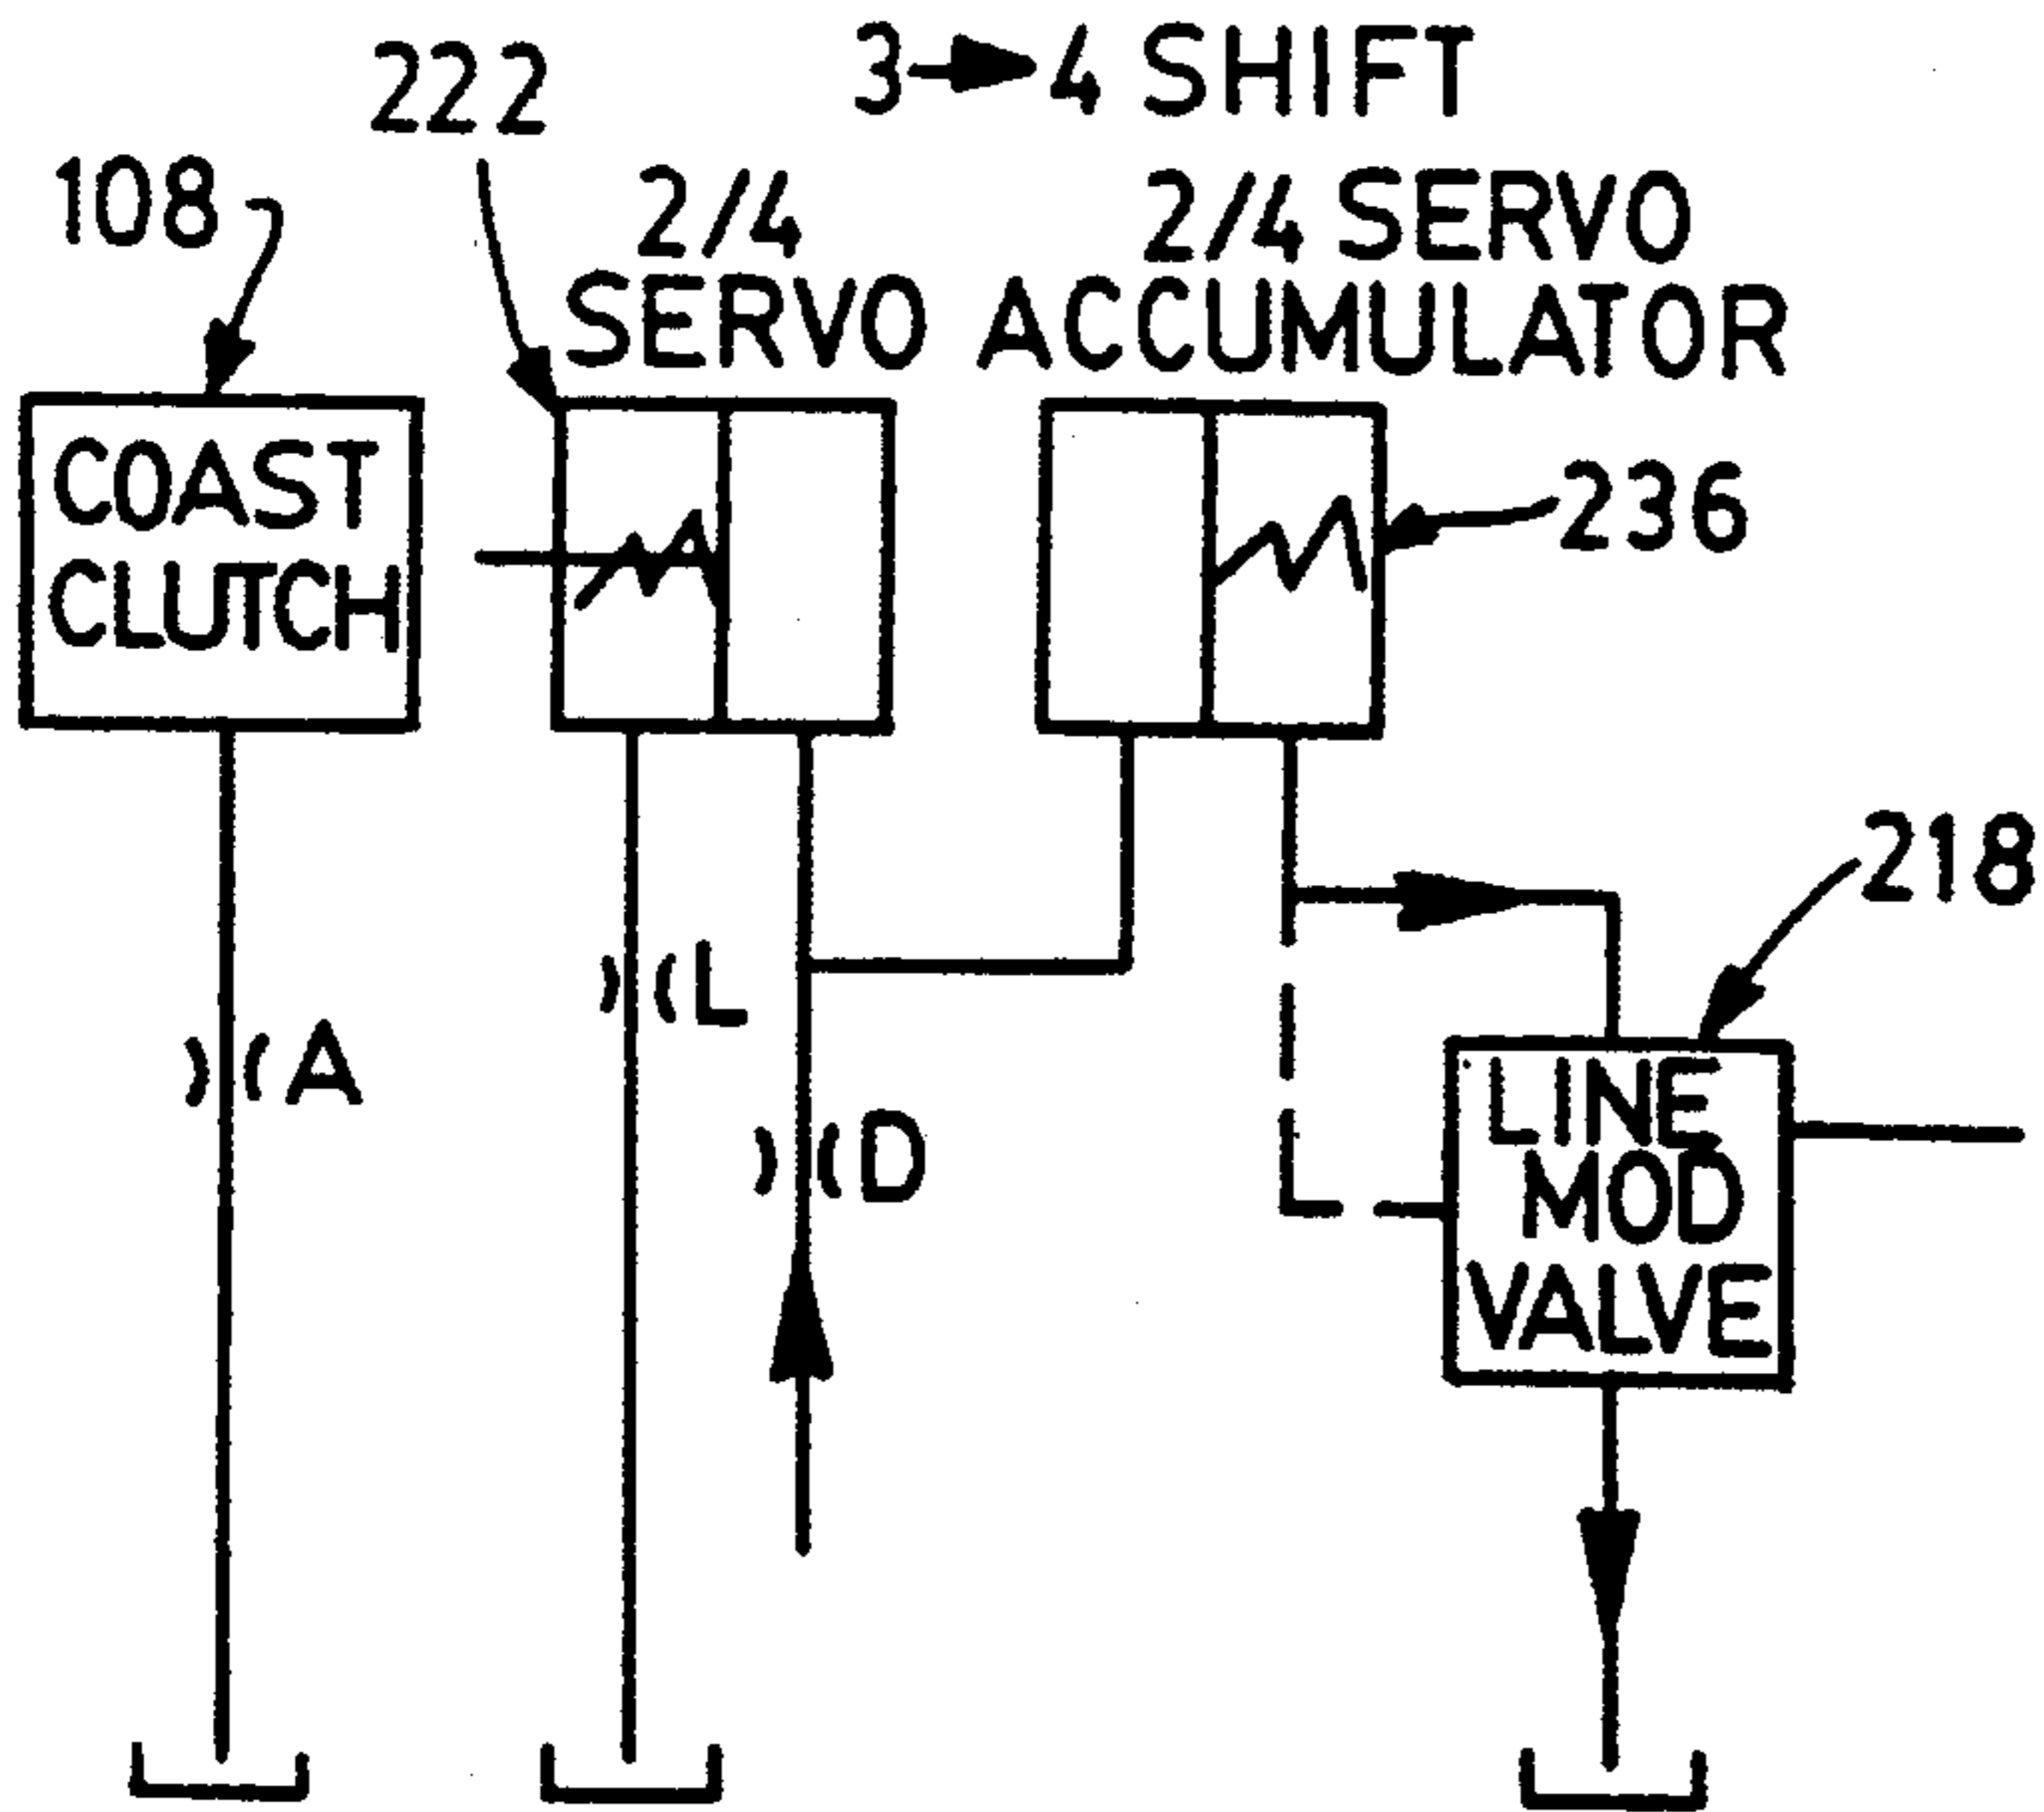 3→4 SHIFT
222
108
2/4
SERVO
2/4 SERVO
ACCUMULATOR
COAST
CLUTCH
236
218
L
A
D
LINE
MOD
VALVE